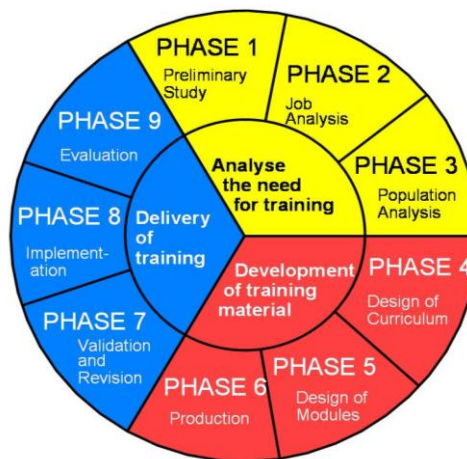 PHASE 1
Preliminary
Study
PHASE 2
Job
Analysis
PHASE 3
Population
Analysis
PHASE 4
Design of
Curriculum
PHASE 5
Design of
Modules
PHASE 6
Production
PHASE 7
Validation
and
Revision
PHASE 8
Implement-
ation
PHASE 9
Evaluation
Analyse
the need
for training
Development
of training
material
Delivery
of
training